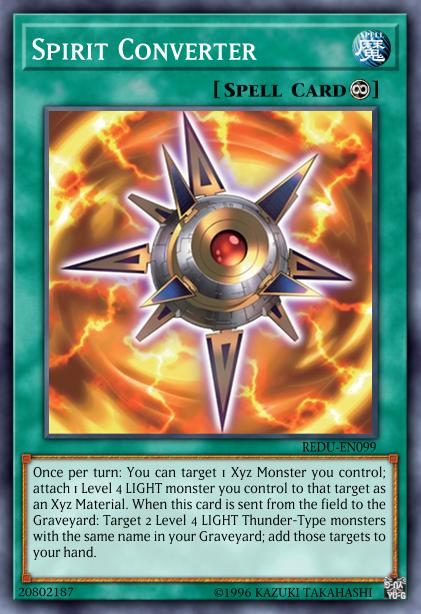 SPIRIT CONVERTER
SPELL
魔
[SPELL CARD∞]
REDU-EN099
Once per turn: You can target 1 Xyz Monster you control;
attach 1 Level 4 LIGHT monster you control to that target as
an Xyz Material. When this card is sent from the field to the
Graveyard: Target 2 Level 4 LIGHT Thunder-Type monsters
with the same name in your Graveyard; add those targets to
your hand.
20802187
©1996 KAZUKI TAKAHASHI